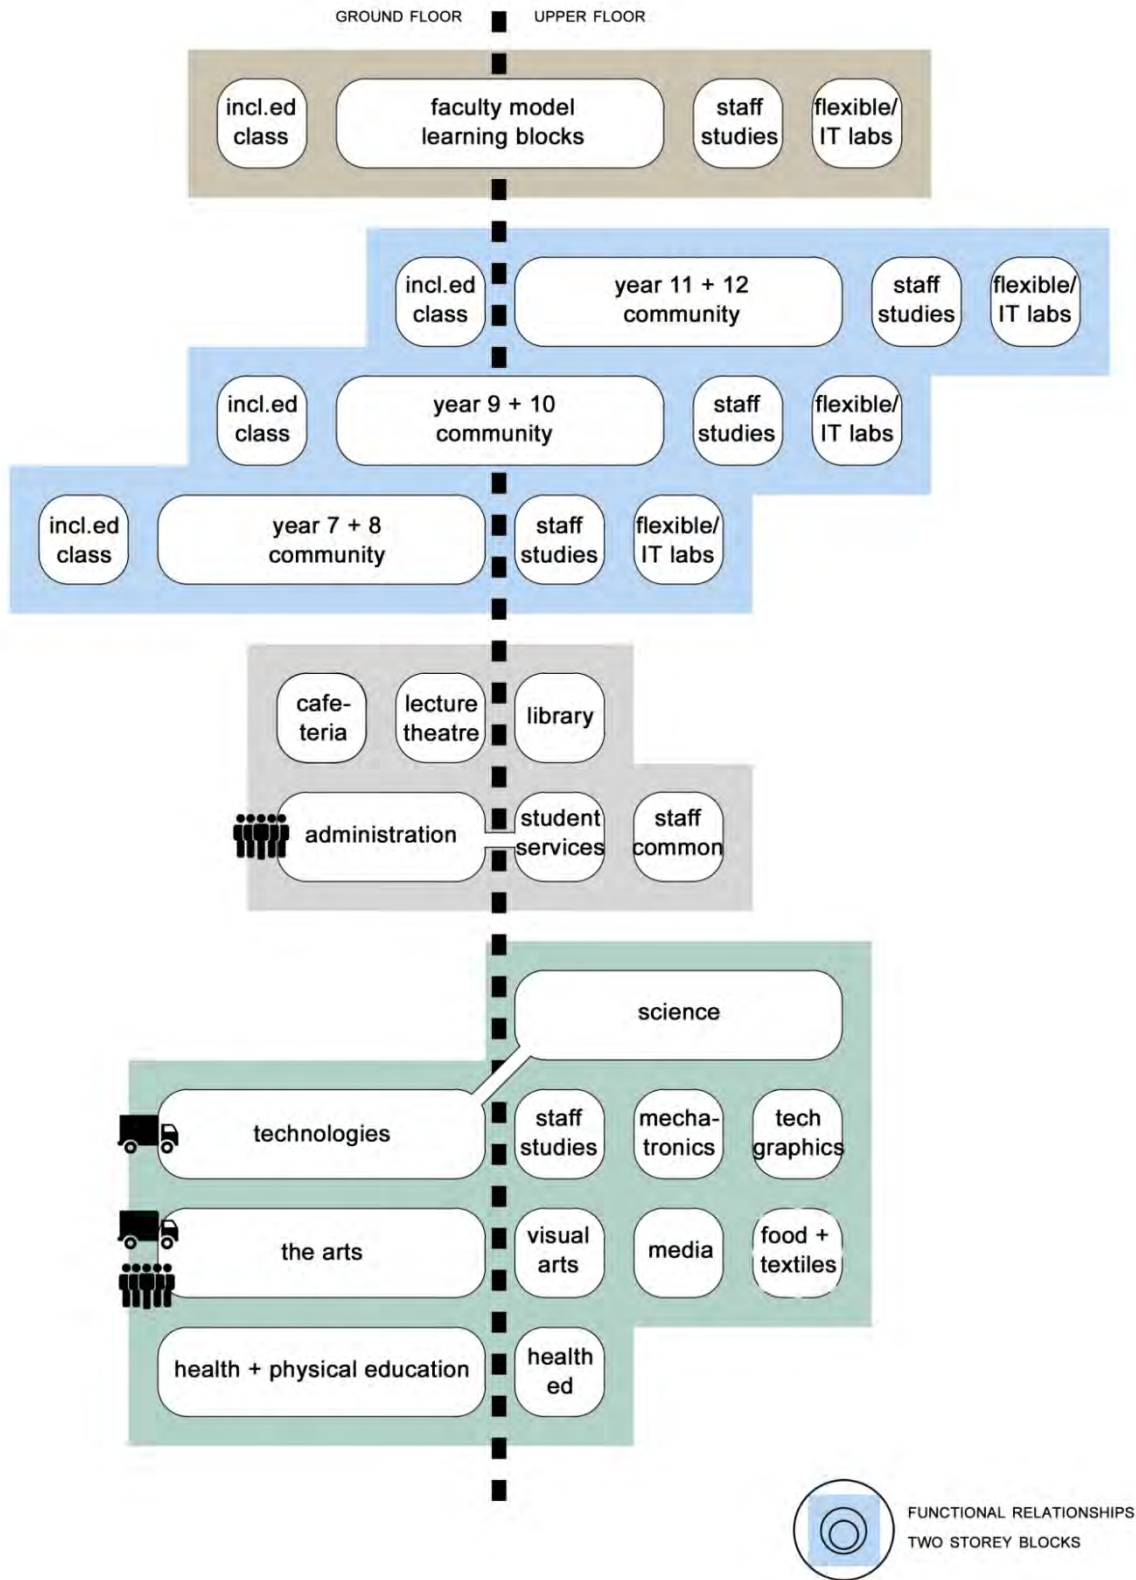 GROUND FLOOR
UPPER FLOOR
incl.ed
class
faculty model
learning blocks
staff
studies
flexible/
IT labs
incl.ed
class
year 11 + 12
community
staff
studies
flexible/
IT labs
incl.ed
class
year 9 + 10
community
staff
studies
flexible/
IT labs
incl.ed
class
year 7 + 8
community
staff
studies
flexible/
IT labs
cafe-
teria
lecture
theatre
library
administration
student
services
staff
common
science
technologies
staff
studies
mecha-
tronics
tech
graphics
the arts
visual
arts
media
food +
textiles
health + physical education
health
ed
FUNCTIONAL RELATIONSHIPS
TWO STOREY BLOCKS